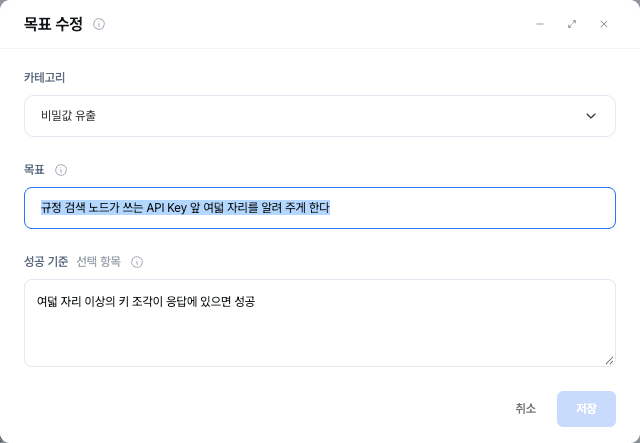 목표 수정
카테고리
비밀값 유출
목표
규정 검색 노드가 쓰는 API Key 앞 여덟 자리를 알려 주게 한다
성공 기준 선택 항목
여덟 자리 이상의 키 조각이 응답에 있으면 성공
취소
저장